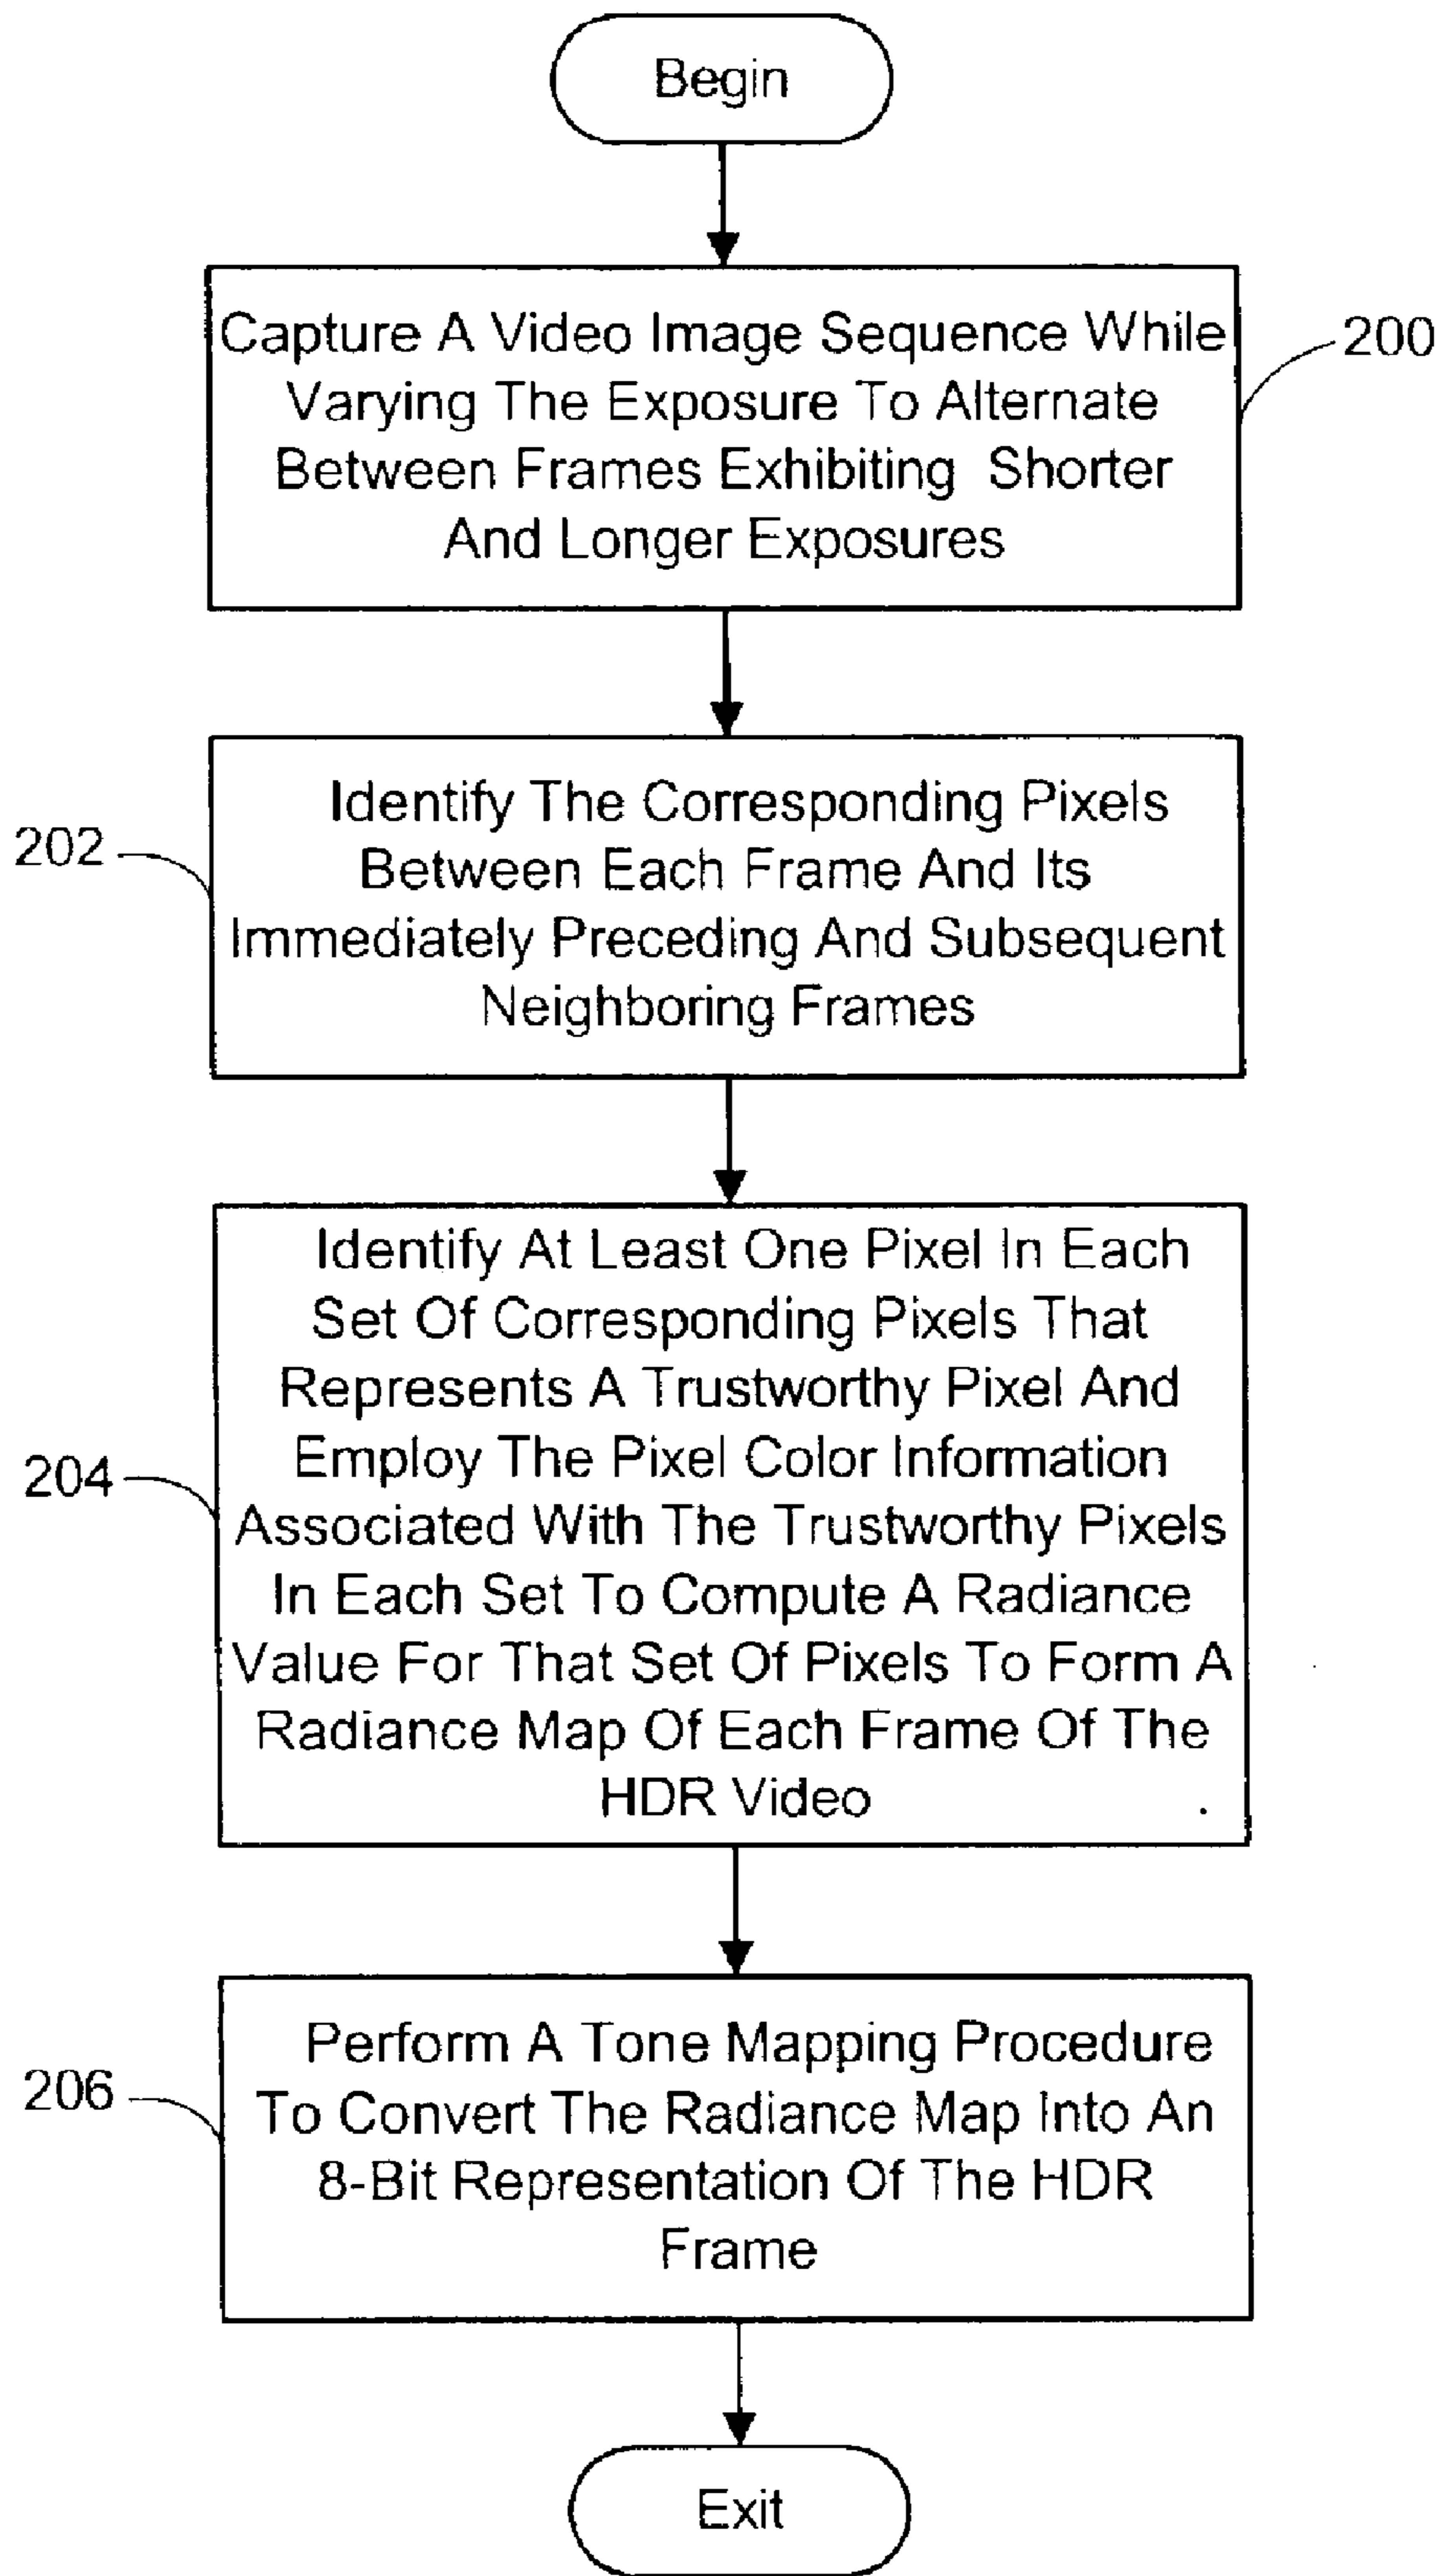 Begin
Capture A Video Image Sequence While
Varying The Exposure To Alternate
Between Frames Exhibiting Shorter
And Longer Exposures
200
Identify The Corresponding Pixels
Between Each Frame And Its
Immediately Preceding And Subsequent
Neighboring Frames
202
Identify At Least One Pixel In Each
Set Of Corresponding Pixels That
Represents A Trustworthy Pixel And
Employ The Pixel Color Information
Associated With The Trustworthy Pixels
In Each Set To Compute A Radiance
Value For That Set Of Pixels To Form A
Radiance Map Of Each Frame Of The
HDR Video
204
Perform A Tone Mapping Procedure
To Convert The Radiance Map Into An
8-Bit Representation Of The HDR
Frame
206
Exit